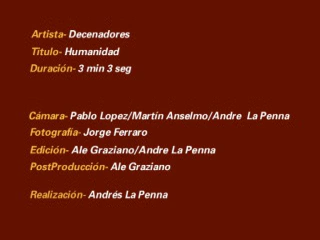 Artista- Decenadores
Titulo- Humanidad
Duración- 3 min 3 seg
Cámara- Pablo Lopez/Martín Anselmo/Andre La Penna
Fotografía- Jorge Ferraro
Edición- Ale Graziano/Andre La Penna
PostProducción- Ale Graziano
Realización- Andrés La Penna